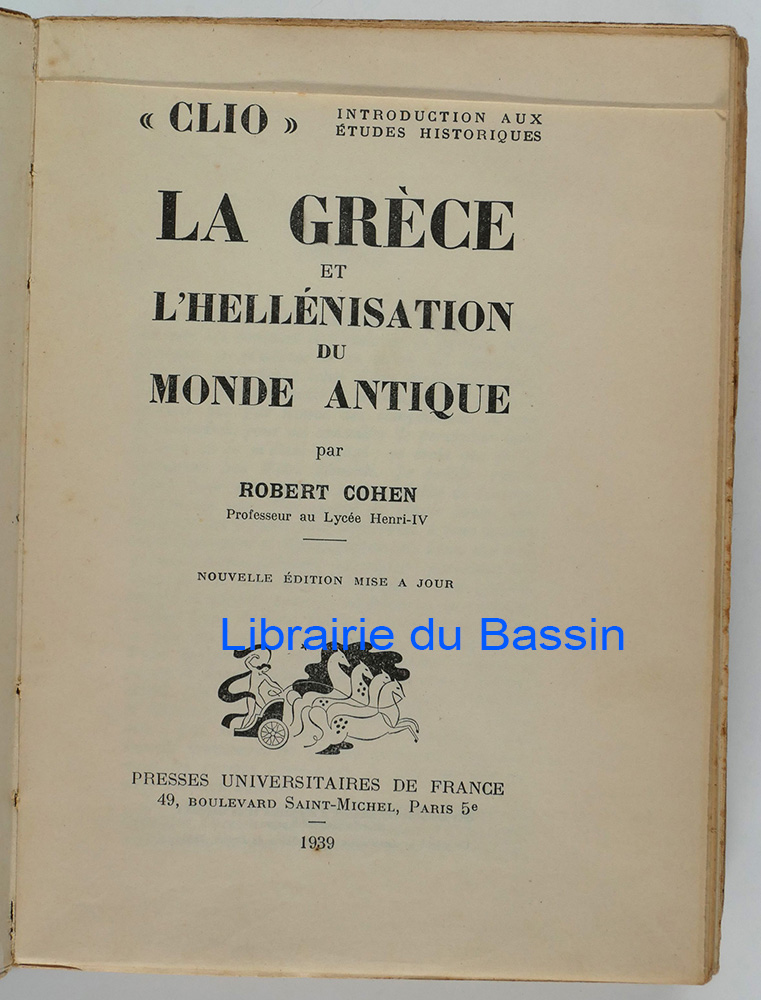 « CLIO » INTRODUCTION AUX
ÉTUDES HISTORIQUES
LA GRÈCE
ET
L'HELLÉNISATION
DU
MONDE ANTIQUE
par
ROBERT COHEN
Professeur au Lycée Henri-IV
NOUVELLE ÉDITION MISE A JOUR
Librairie du Bassin
PRESSES UNIVERSITAIRES DE FRANCE
49, BOULEVARD SAINT-MICHEL, PARIS 5e
1939